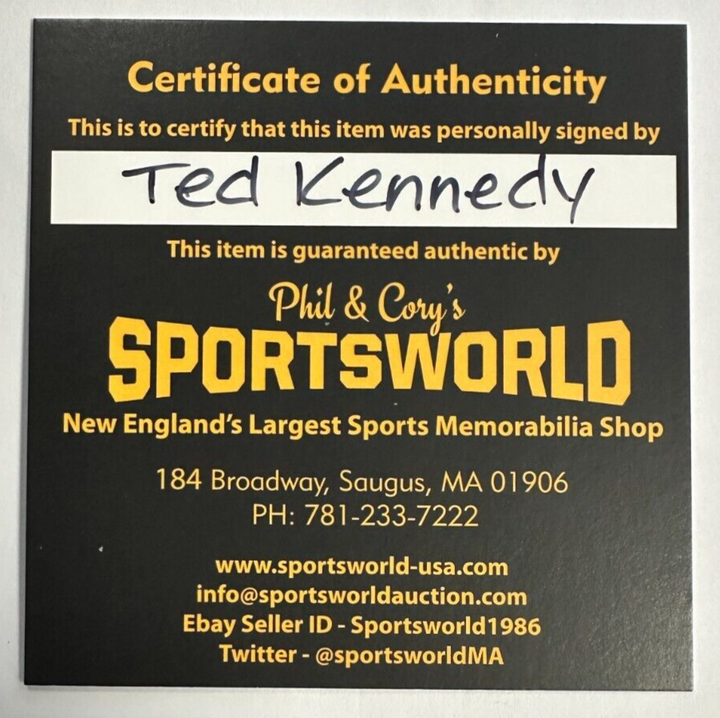 Certificate of Authenticity
This is to certify that this item was personally signed by
Ted Kennedy
This item is guaranteed authentic by
Phil & Cory's
SPORTSWORLD
New England's Largest Sports Memorabilia Shop
184 Broadway, Saugus, MA 01906
PH: 781-233-7222
www.sportsworld-usa.com
info@sportsworldauction.com
Ebay Seller ID - Sportsworld1986
Twitter - @sportsworldMA